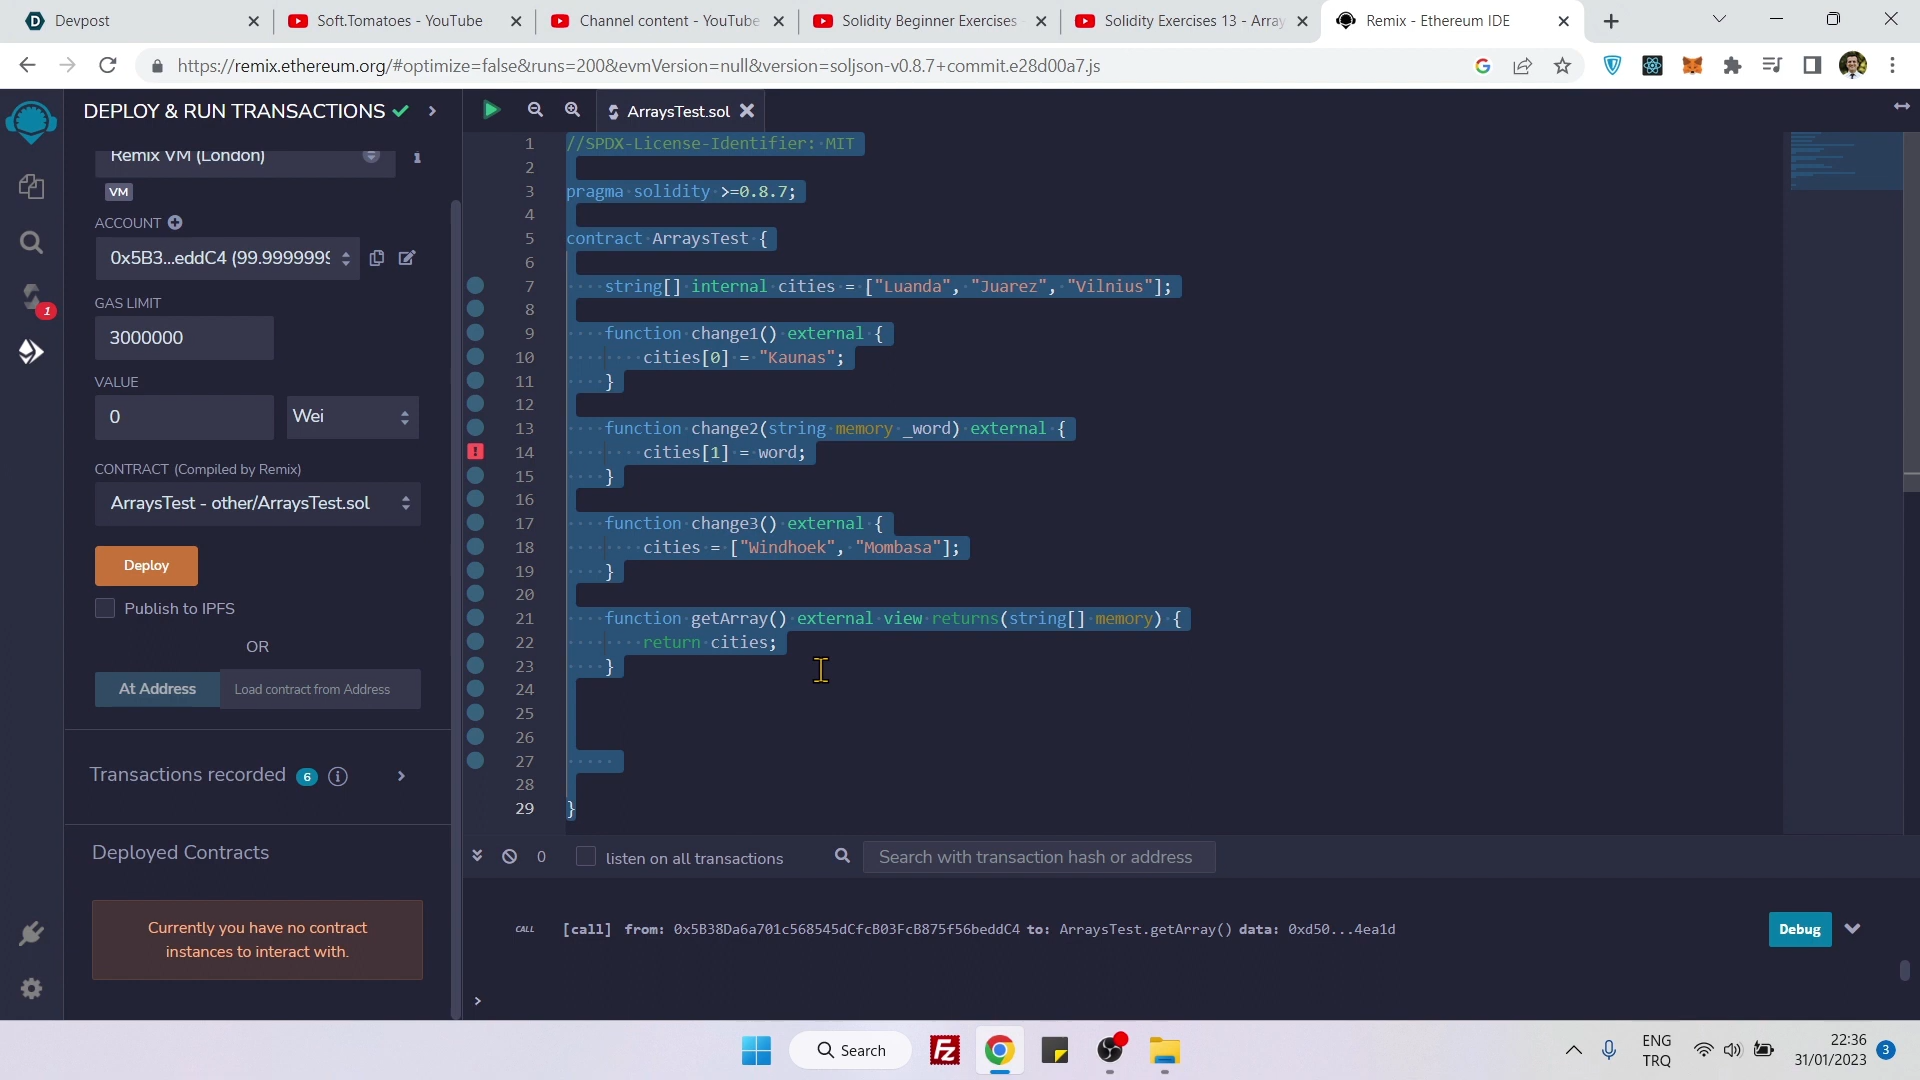 Devpost
Soft.Tomatoes - YouTube
Channel content - YouTube
Solidity Beginner Exercises
Solidity Exercises 13 - Array
Remix - Ethereum IDE
https://remix.ethereum.org/#optimize=false&runs=200&evmVersion=null&version=soljson-v0.8.7+commit.e28d00a7.js
DEPLOY & RUN TRANSACTIONS
Remix VM (London)
VM
ACCOUNT
0x5B3...eddC4 (99.9999999
GAS LIMIT
3000000
VALUE
0
Wei
CONTRACT (Compiled by Remix)
ArraysTest - other/ArraysTest.sol
Deploy
Publish to IPFS
OR
At Address
Load contract from Address
Transactions recorded 6
Deployed Contracts
Currently you have no contract
instances to interact with.
1
ArraysTest.sol
1 //SPDX-License-Identifier: MIT
2
3 pragma solidity >=0.8.7;
4
5 contract ArraysTest {
6
7 string[] internal cities = ["Luanda", "Juarez", "Vilnius"];
8
9 function change1() external {
10 cities[0] = "Kaunas";
11 }
12
13 function change2(string memory _word) external {
14 cities[1] = word;
15 }
16
17 function change3() external {
18 cities = ["Windhoek", "Mombasa"];
19 }
20
21 function getArray() external view returns(string[] memory) {
22 return cities;
23 }
24
25
26
27
28
29 }
0
listen on all transactions
Search with transaction hash or address
CALL [call] from: 0x5B38Da6a701c568545dCfcB03FcB875f56beddC4 to: ArraysTest.getArray() data: 0xd50...4ea1d
Debug
>
Search
Fz
ENG
TRQ
22:36
31/01/2023
3